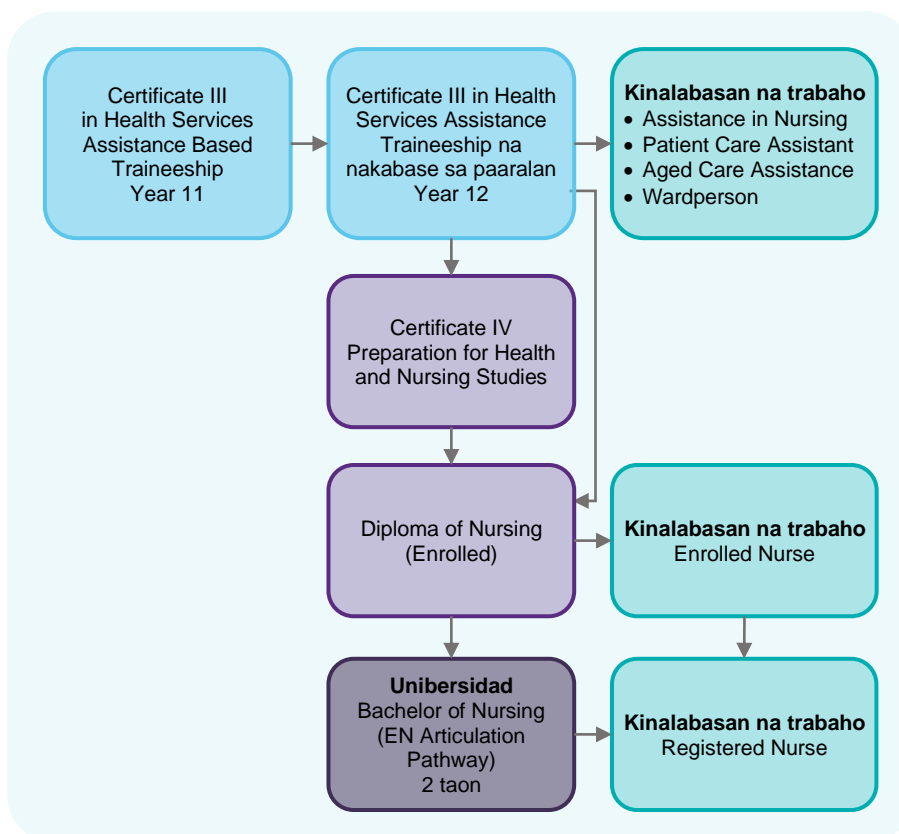 Certificate III
in Health Services
Assistance Based
Traineeship
Year 11
Certificate III in Health
Services Assistance
Traineeship na
nakabase sa paaralan
Year 12
Kinalabasan na trabaho
• Assistance in Nursing
• Patient Care Assistant
• Aged Care Assistance
• Wardperson
Certificate IV
Preparation for Health
and Nursing Studies
Diploma of Nursing
(Enrolled)
Kinalabasan na trabaho
Enrolled Nurse
Unibersidad
Bachelor of Nursing
(EN Articulation
Pathway)
2 taon
Kinalabasan na trabaho
Registered Nurse